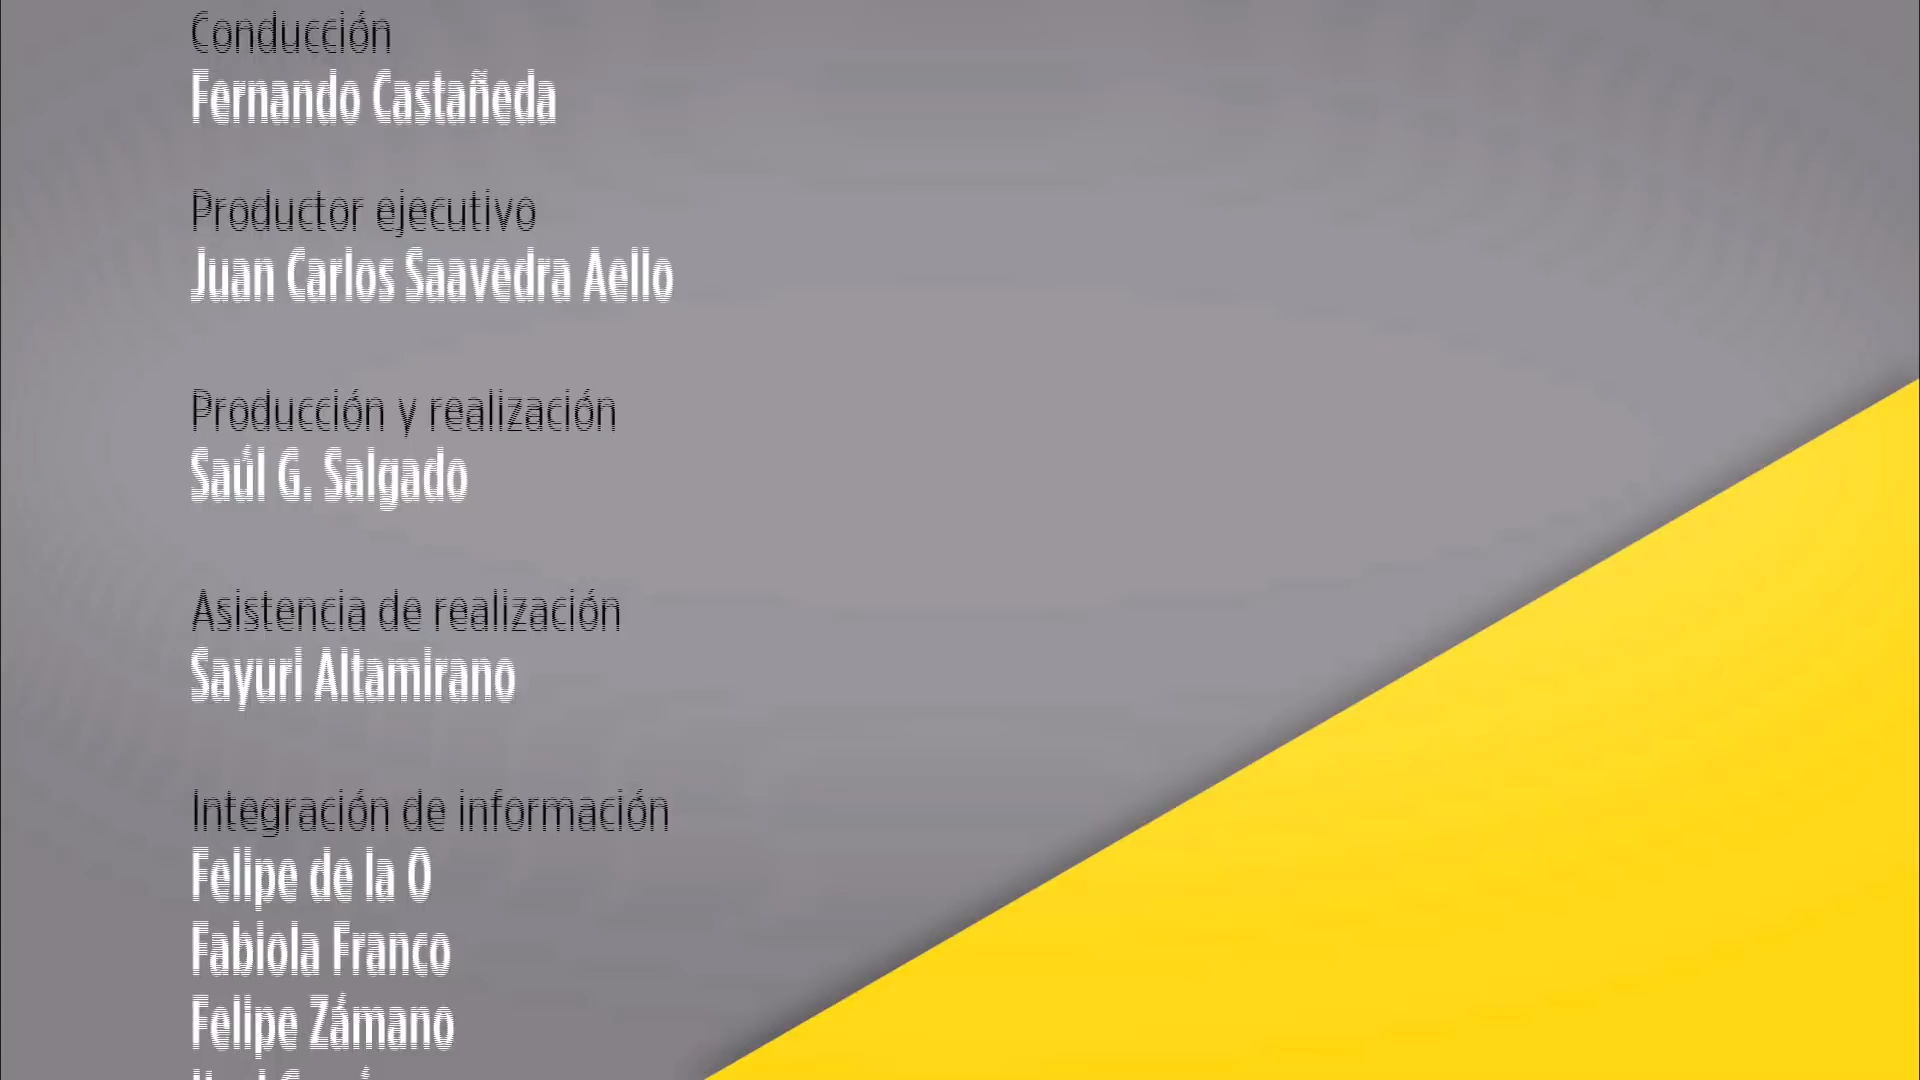 Conducción
Fernando Castañeda
Productor ejecutivo
Juan Carlos Saavedra Aello
Producción y realización
Saúl G. Salgado
Asistencia de realización
Sayuri Altamirano
Integración de información
Felipe de la O
Fabiola Franco
Felipe Zámano